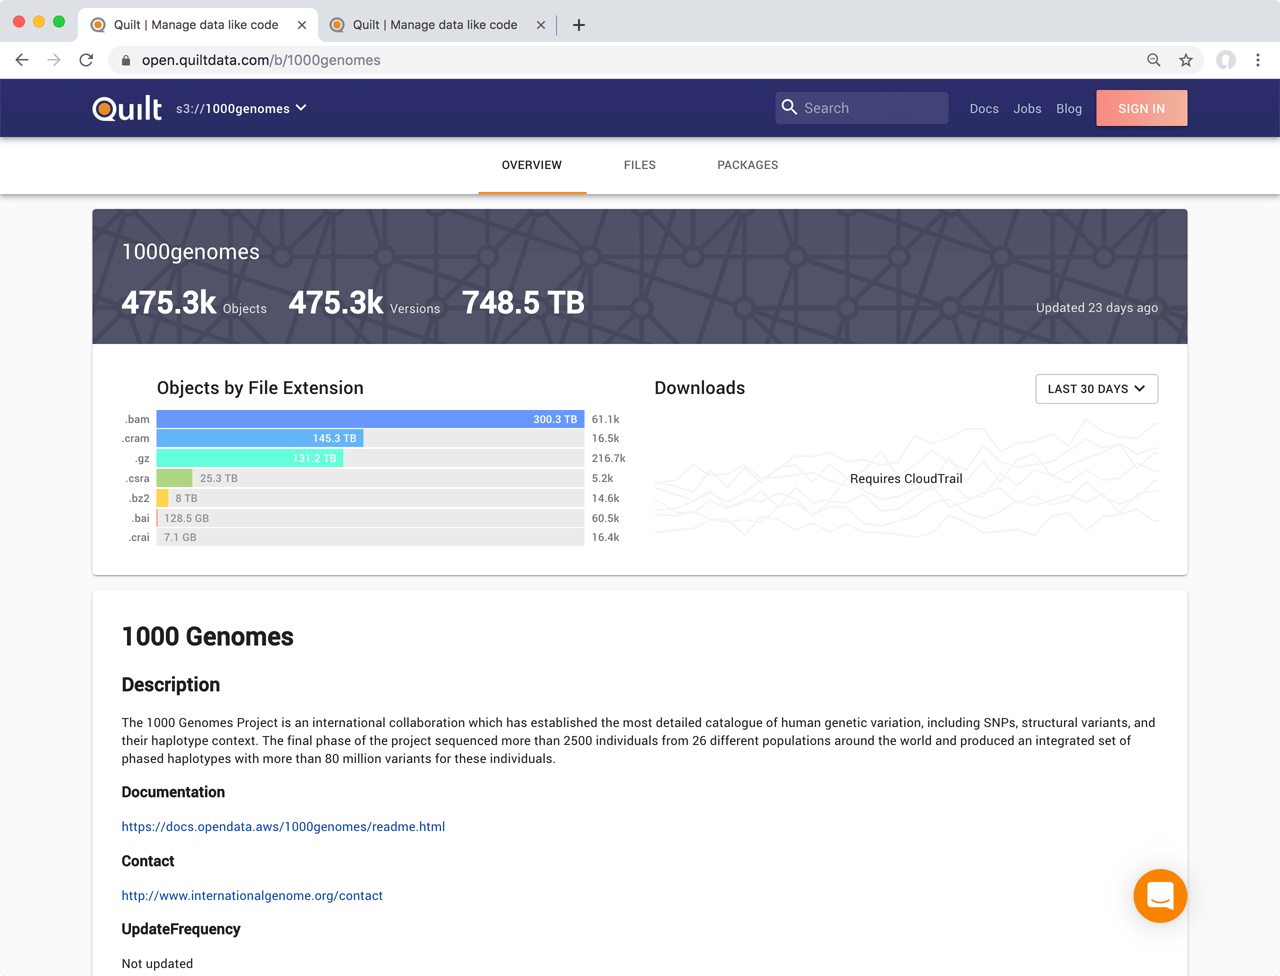 Quilt | Manage data like code
Quilt | Manage data like code
open.quiltdata.com/b/1000genomes
Quilt s3://1000genomes
Search
Docs Jobs Blog SIGN IN
OVERVIEW FILES PACKAGES
1000genomes
475.3k Objects 475.3k Versions 748.5 TB
Updated 23 days ago
Objects by File Extension
.bam 300.3 TB 61.1k
.cram 145.3 TB 16.5k
.gz 131.2 TB 216.7k
.csra 25.3 TB 5.2k
.bz2 8 TB 14.6k
.bai 128.5 GB 60.5k
.crai 7.1 GB 16.4k
Downloads
LAST 30 DAYS
Requires CloudTrail
1000 Genomes
Description
The 1000 Genomes Project is an international collaboration which has established the most detailed catalogue of human genetic variation, including SNPs, structural variants, and
their haplotype context. The final phase of the project sequenced more than 2500 individuals from 26 different populations around the world and produced an integrated set of
phased haplotypes with more than 80 million variants for these individuals.
Documentation
https://docs.opendata.aws/1000genomes/readme.html
Contact
http://www.internationalgenome.org/contact
UpdateFrequency
Not updated